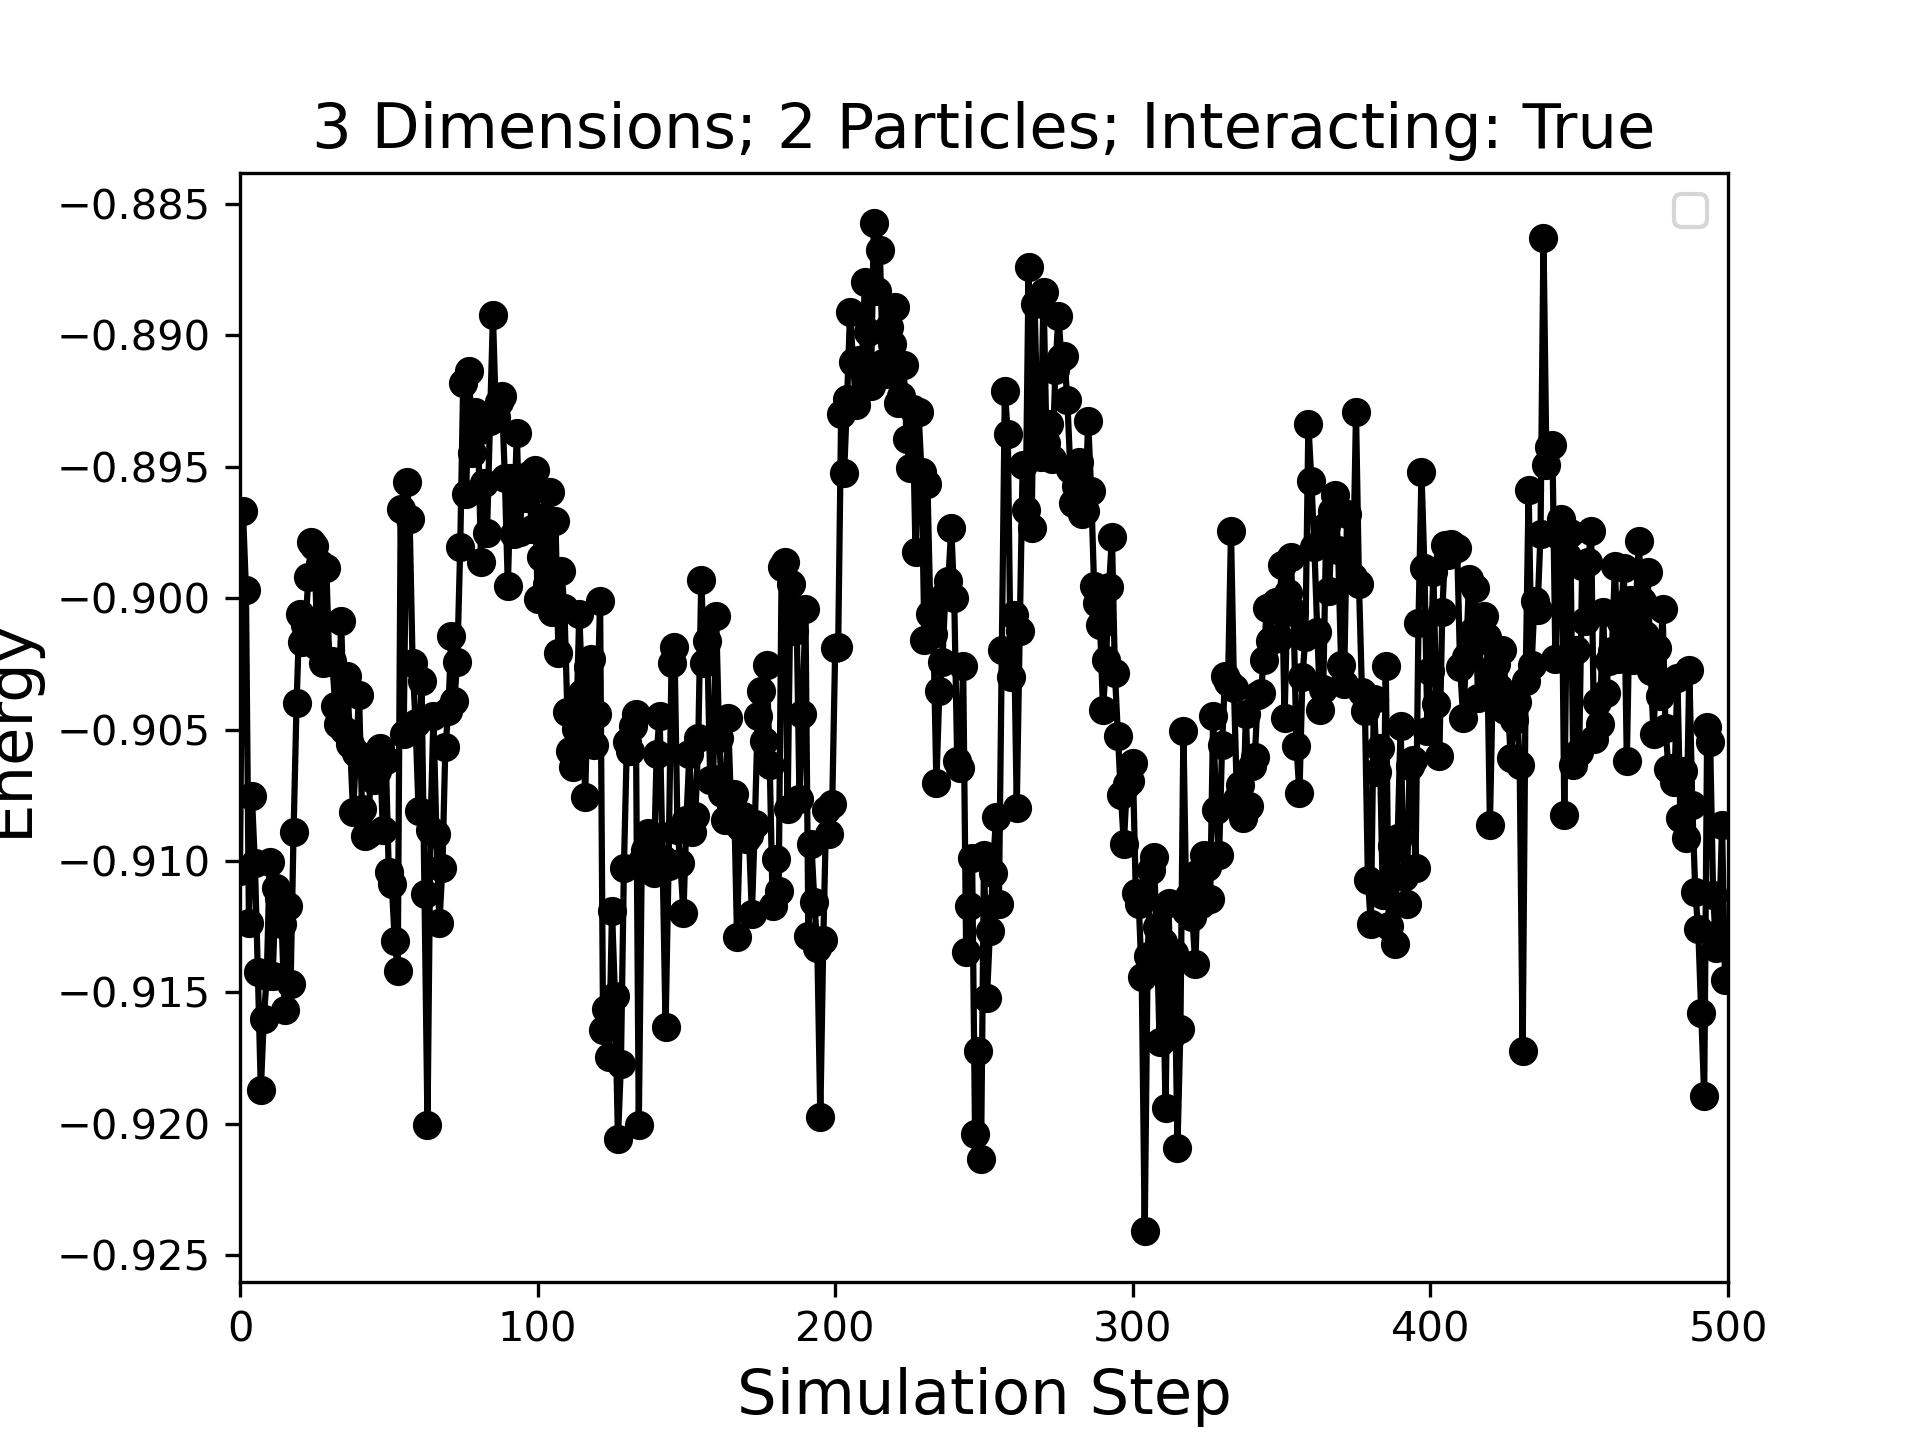 3 Dimensions; 2 Particles; Interacting: True
−0.885
−0.890
−0.895
−0.900
−0.905
−0.910
−0.915
−0.920
−0.925
Energy
0 100 200 300 400 500
Simulation Step